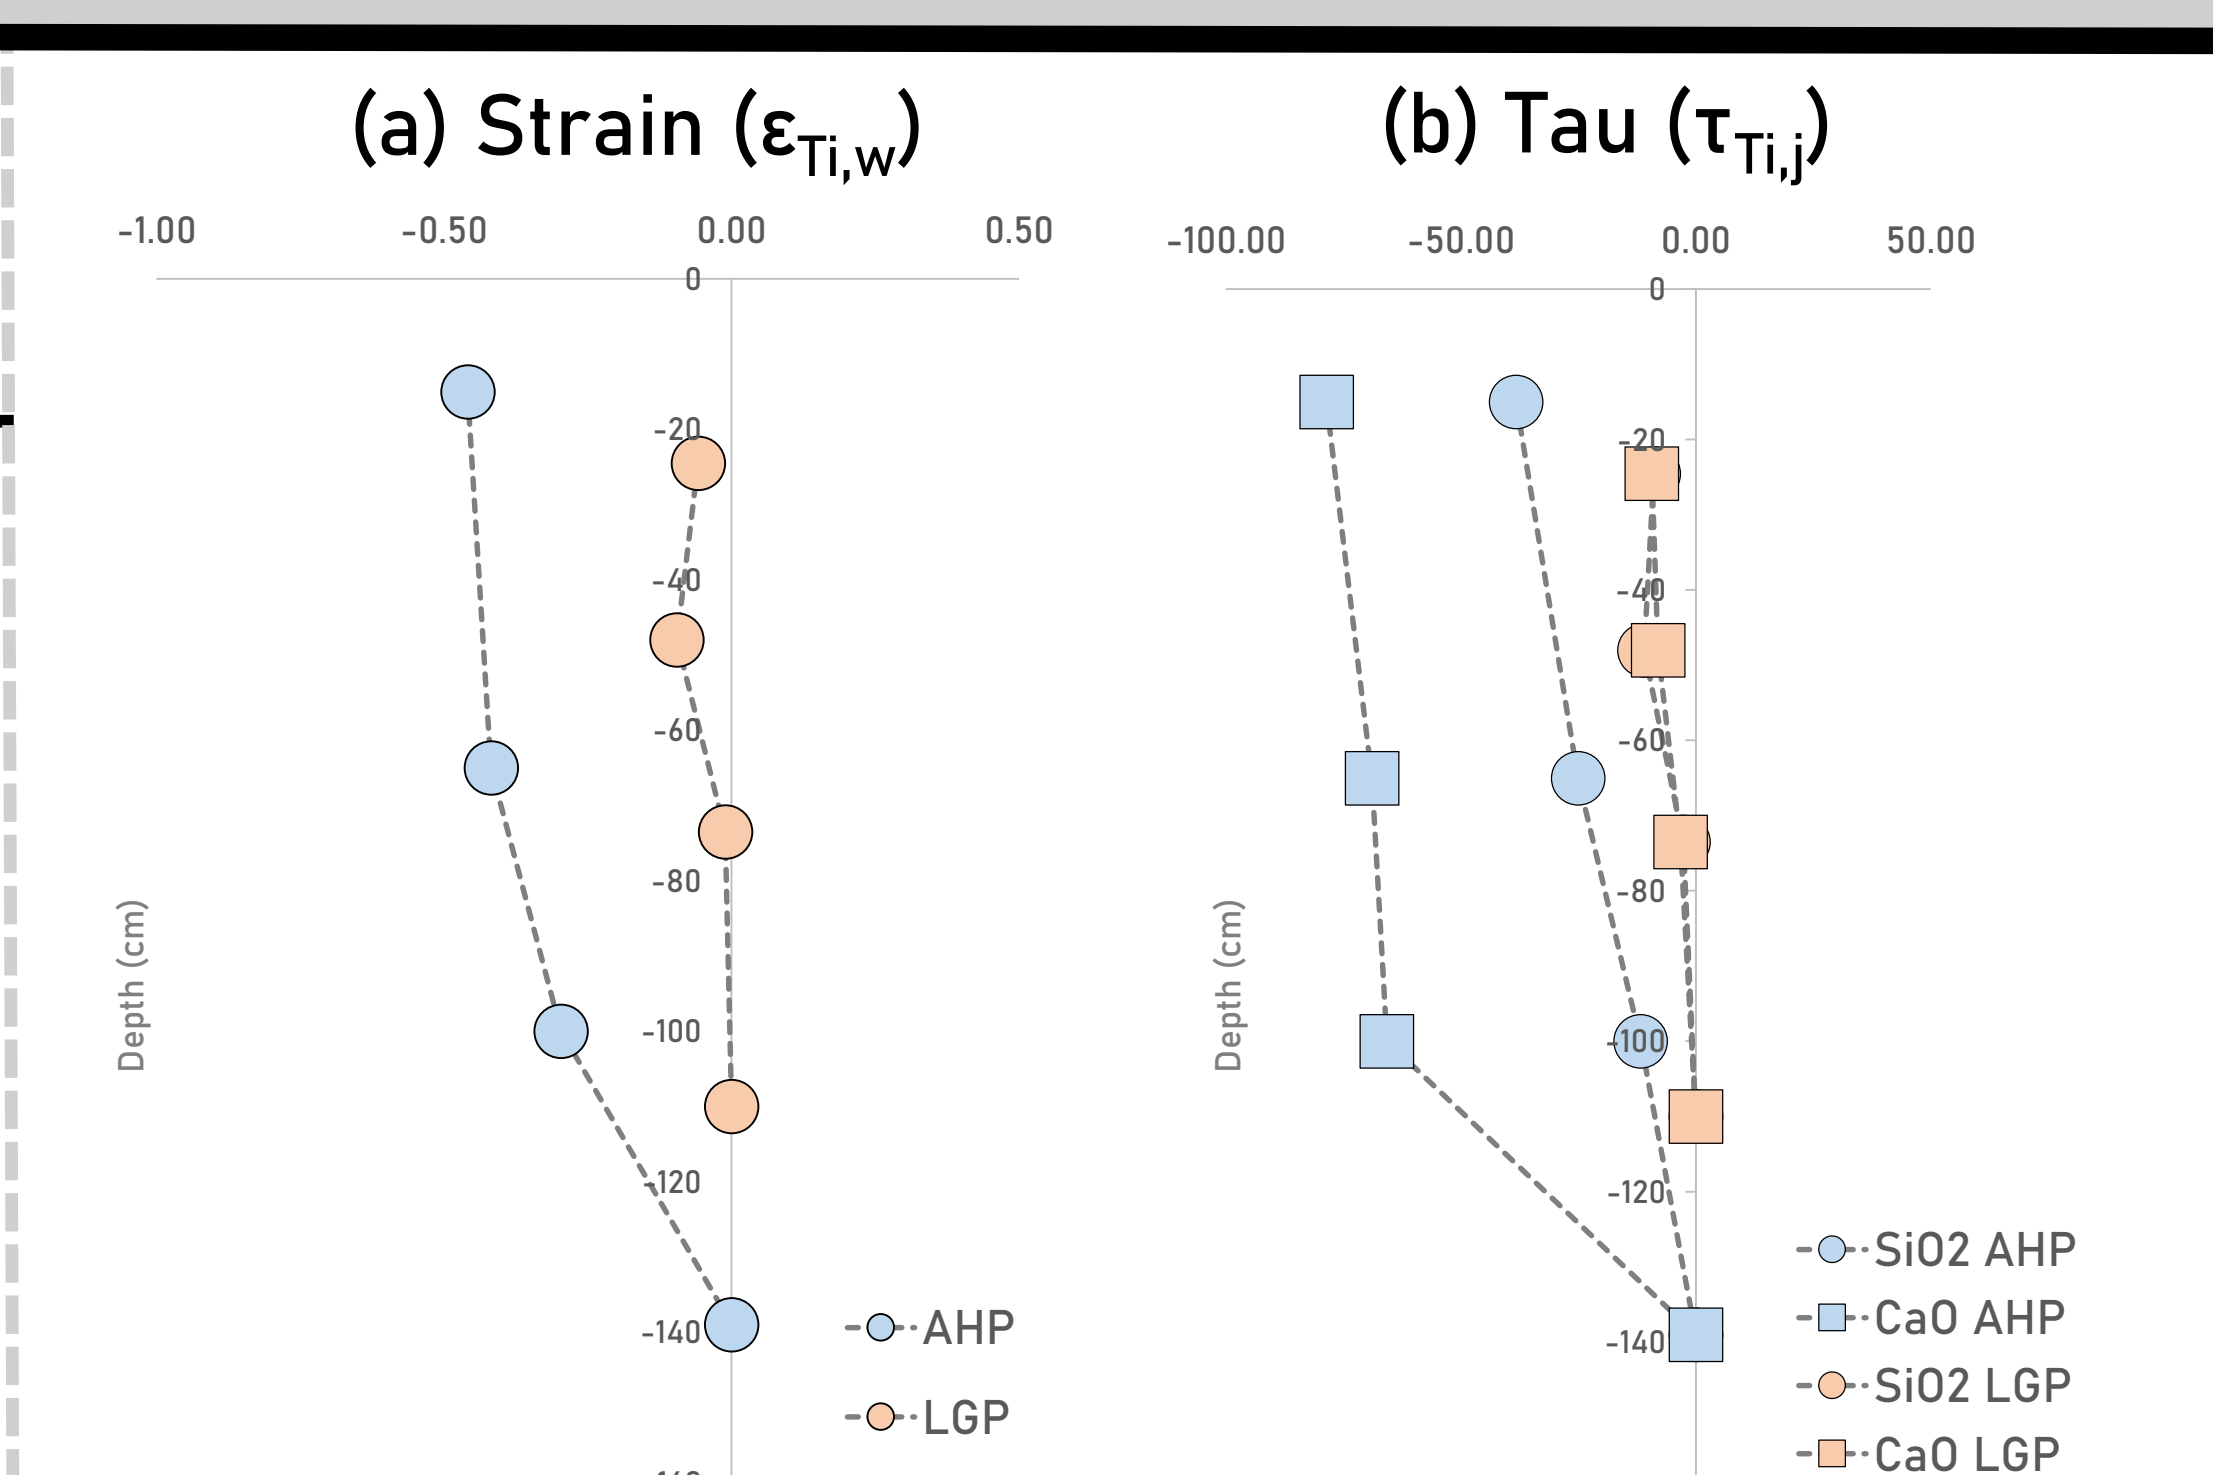 (a) Strain (εTi,w)
-1.00 -0.50 0.00 0.50
0
-20
-40
-60
-80
-100
-120
-140
Depth (cm)
AHP
LGP
(b) Tau (τTi,j)
-100.00 -50.00 0.00 50.00
0
-20
-40
-60
-80
-100
-120
-140
Depth (cm)
SiO2 AHP
CaO AHP
SiO2 LGP
CaO LGP